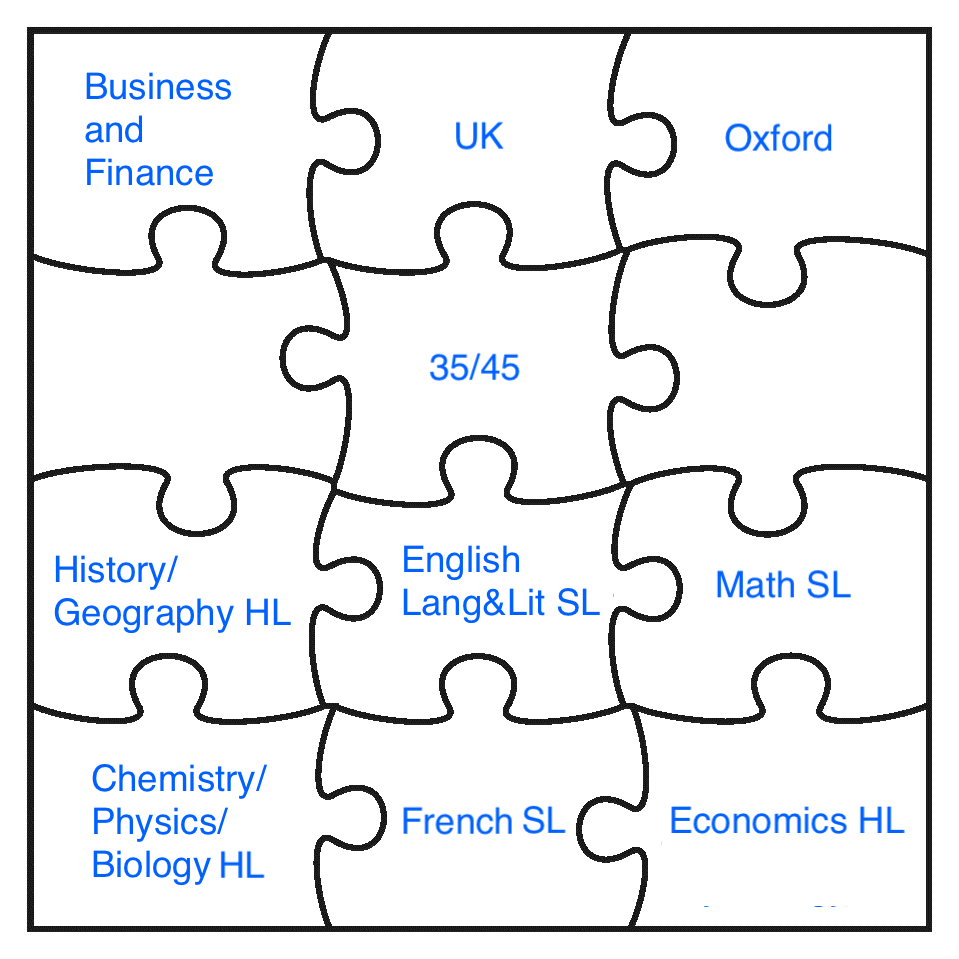 Business
and
Finance
UK
Oxford
35/45
History/
Geography HL
English
Lang&Lit SL
Math SL
Chemistry/
Physics/
Biology HL
French SL
Economics HL